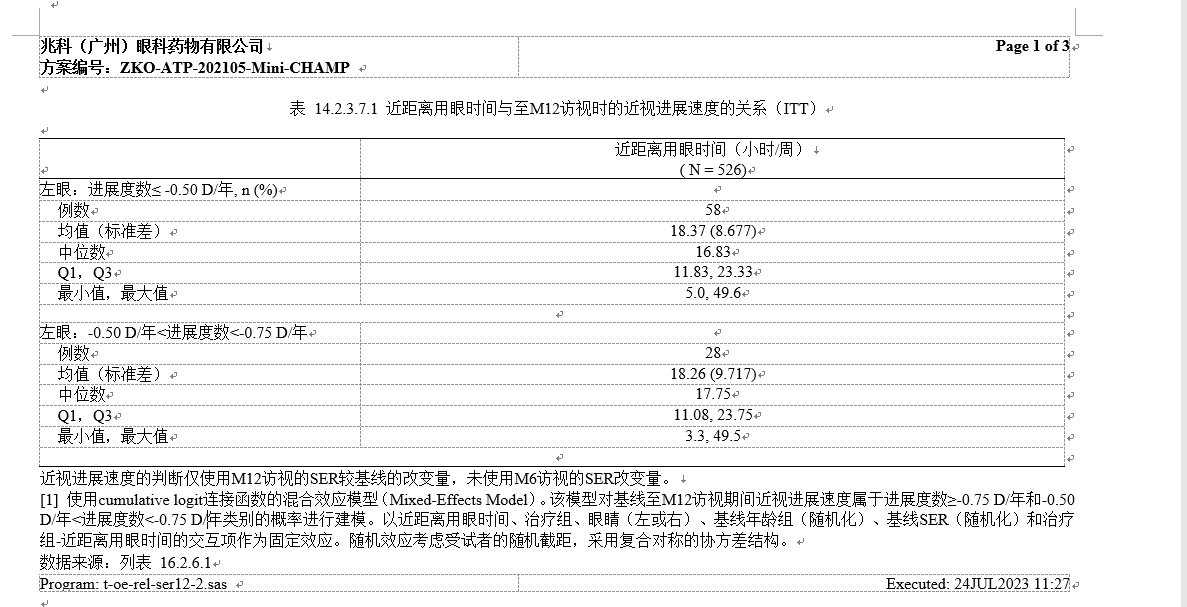 兆科（广州）眼科药物有限公司
Page 1 of 3
方案编号：ZKO-ATP-202105-Mini-CHAMP
表 14.2.3.7.1 近距离用眼时间与至M12访视时的近视进展速度的关系（ITT）
近距离用眼时间（小时/周）
( N = 526)
左眼：进展度数≤ -0.50 D/年, n (%)
例数 58
均值（标准差） 18.37 (8.677)
中位数 16.83
Q1，Q3 11.83, 23.33
最小值，最大值 5.0, 49.6
左眼：-0.50 D/年<进展度数<-0.75 D/年
例数 28
均值（标准差） 18.26 (9.717)
中位数 17.75
Q1，Q3 11.08, 23.75
最小值，最大值 3.3, 49.5
近视进展速度的判断仅使用M12访视的SER较基线的改变量，未使用M6访视的SER改变量。
[1] 使用cumulative logit连接函数的混合效应模型（Mixed-Effects Model）。该模型对基线至M12访视期间近视进展速度属于进展度数≥-0.75 D/年和-0.50
D/年<进展度数<-0.75 D/年类别的概率进行建模。以近距离用眼时间、治疗组、眼睛（左或右）、基线年龄组（随机化）、基线SER（随机化）和治疗
组-近距离用眼时间的交互项作为固定效应。随机效应考虑受试者的随机截距，采用复合对称的协方差结构。
数据来源：列表 16.2.6.1
Program: t-oe-rel-ser12-2.sas
Executed: 24JUL2023 11:27